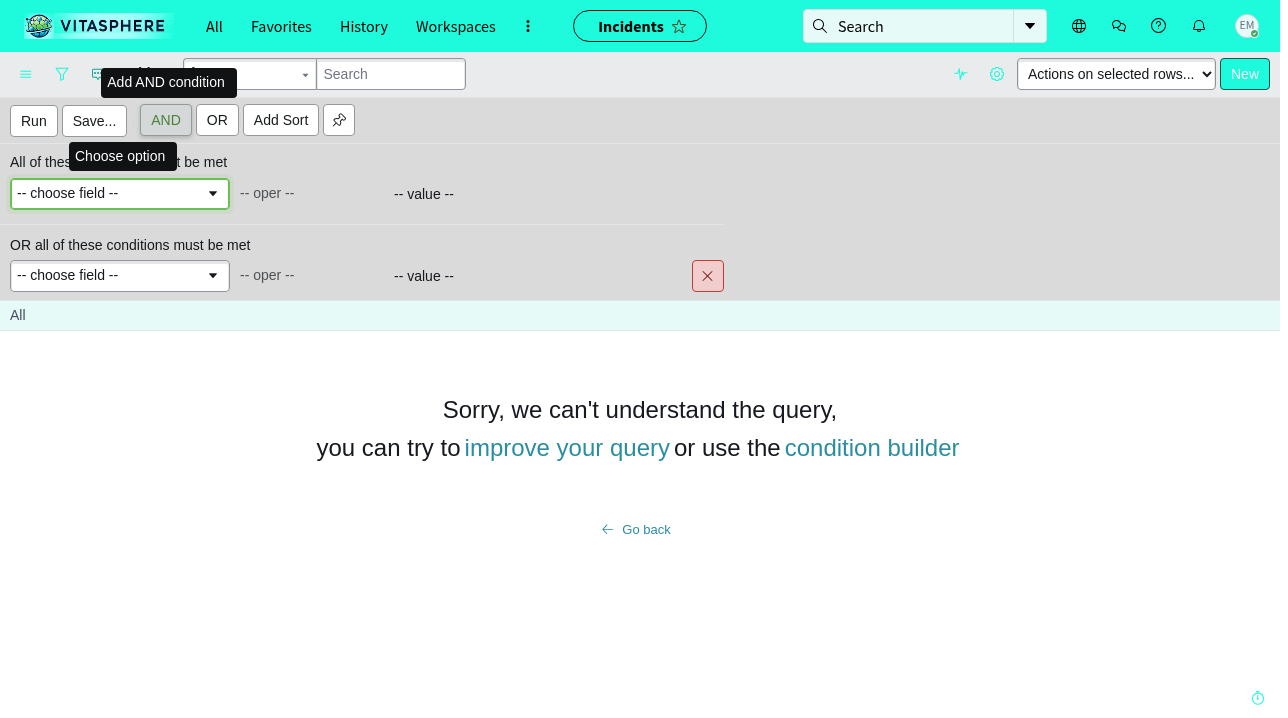 VITASPHERE
All
Favorites
History
Workspaces
Incidents
Search
EM
Add AND condition
Search
Actions on selected rows...
New
Run
Save...
AND
OR
Add Sort
Choose option
All of thes
t be met
-- choose field --
-- oper --
-- value --
OR all of these conditions must be met
-- choose field --
-- oper --
-- value --
All
Sorry, we can't understand the query,
you can try to improve your query or use the condition builder
Go back